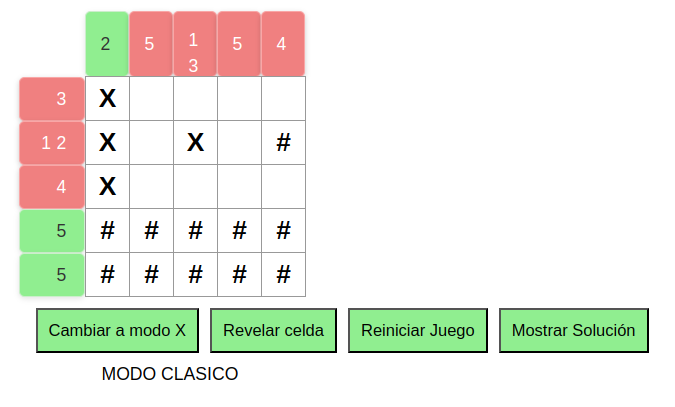 2 5 1 5 4
3
3 X
1 2 X X #
4 X
5 # # # # #
5 # # # # #
Cambiar a modo X Revelar celda Reiniciar Juego Mostrar Solución
MODO CLASICO